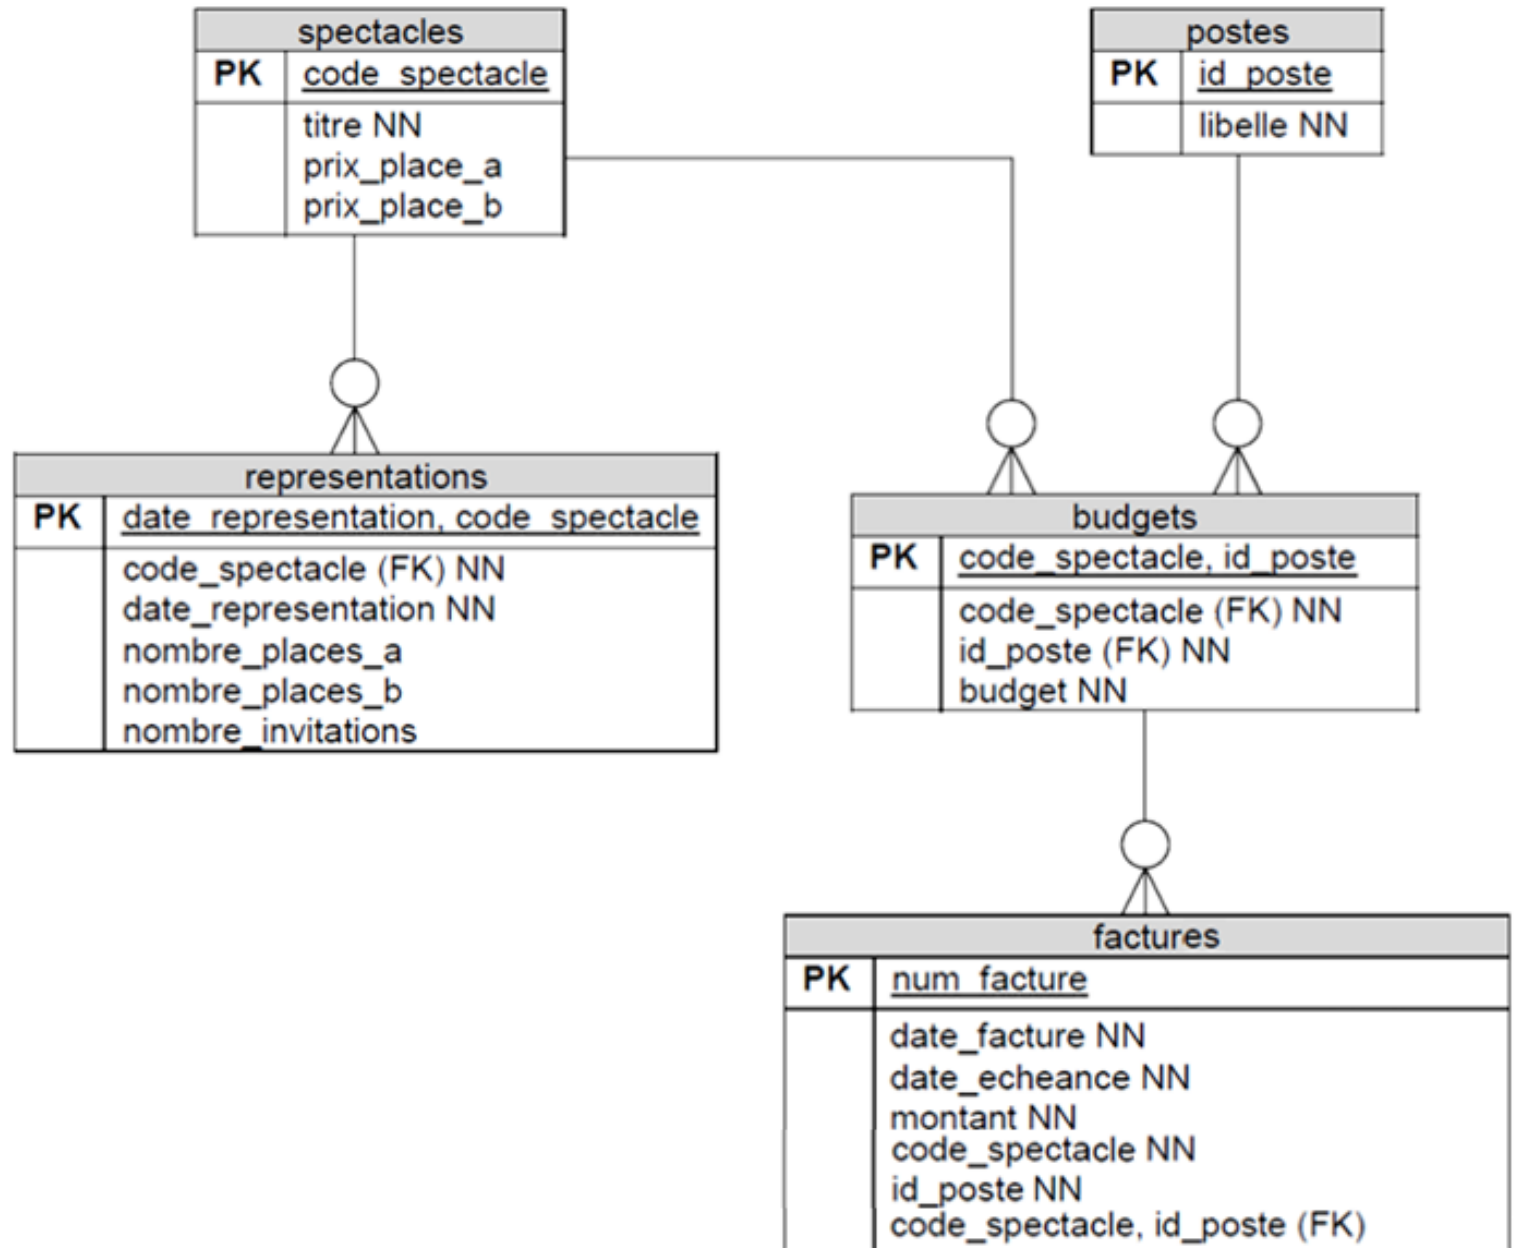 spectacles
PK code_spectacle
titre NN
prix_place_a
prix_place_b
postes
PK id_poste
libelle NN
representations
PK date_representation, code_spectacle
code_spectacle (FK) NN
date_representation NN
nombre_places_a
nombre_places_b
nombre_invitations
budgets
PK code_spectacle, id_poste
code_spectacle (FK) NN
id_poste (FK) NN
budget NN
factures
PK num_facture
date_facture NN
date_echeance NN
montant NN
code_spectacle NN
id_poste NN
code_spectacle, id_poste (FK)